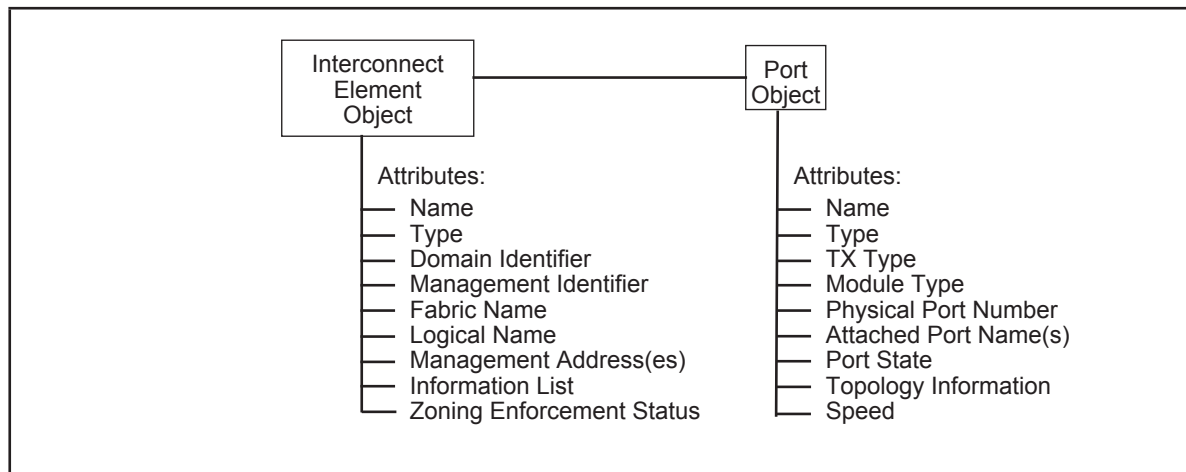 Interconnect
Element
Object
Port
Object
Attributes:
Name
Type
Domain Identifier
Management Identifier
Fabric Name
Logical Name
Management Address(es)
Information List
Zoning Enforcement Status
Attributes:
Name
Type
TX Type
Module Type
Physical Port Number
Attached Port Name(s)
Port State
Topology Information
Speed